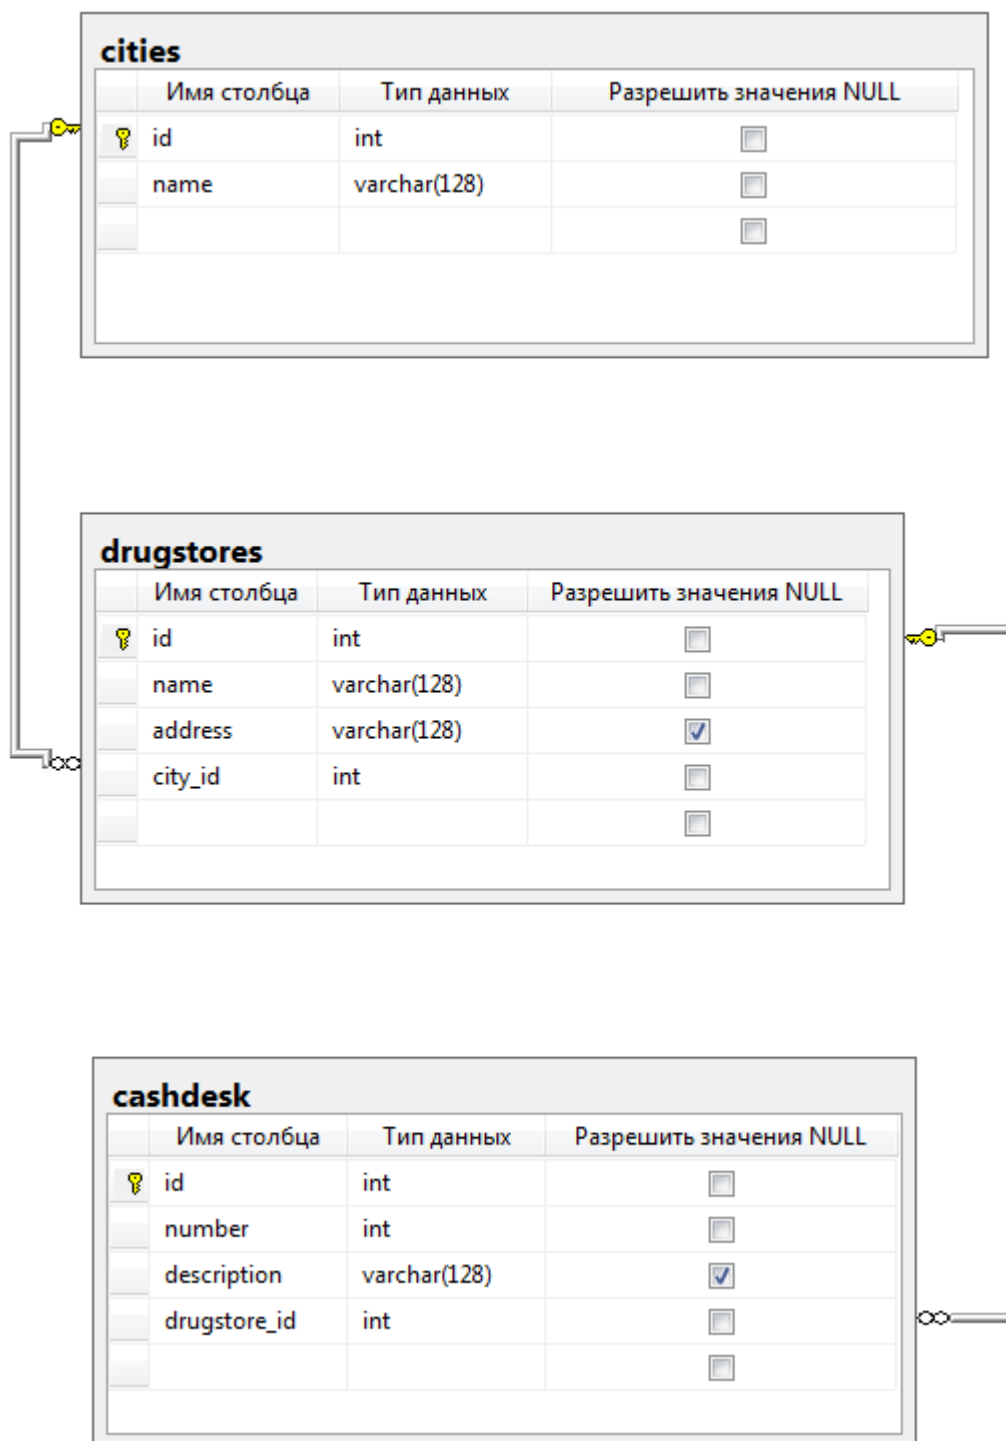 cities
Имя столбца Тип данных Разрешить значения NULL
id int
name varchar(128)
drugstores
Имя столбца Тип данных Разрешить значения NULL
id int
name varchar(128)
address varchar(128)
city_id int
cashdesk
Имя столбца Тип данных Разрешить значения NULL
id int
number int
description varchar(128)
drugstore_id int